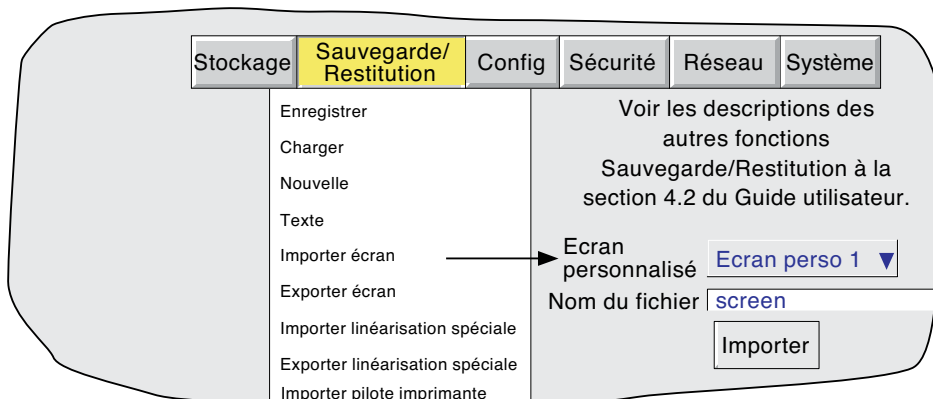 Stockage
Sauvegarde/
Restitution
Config
Sécurité
Réseau
Système
Enregistrer
Charger
Nouvelle
Texte
Importer écran
Exporter écran
Importer linéarisation spéciale
Exporter linéarisation spéciale
Importer pilote imprimante
Voir les descriptions des
autres fonctions
Sauvegarde/Restitution à la
section 4.2 du Guide utilisateur.
Ecran
personnalisé
Ecran perso 1
Nom du fichier
screen
Importer